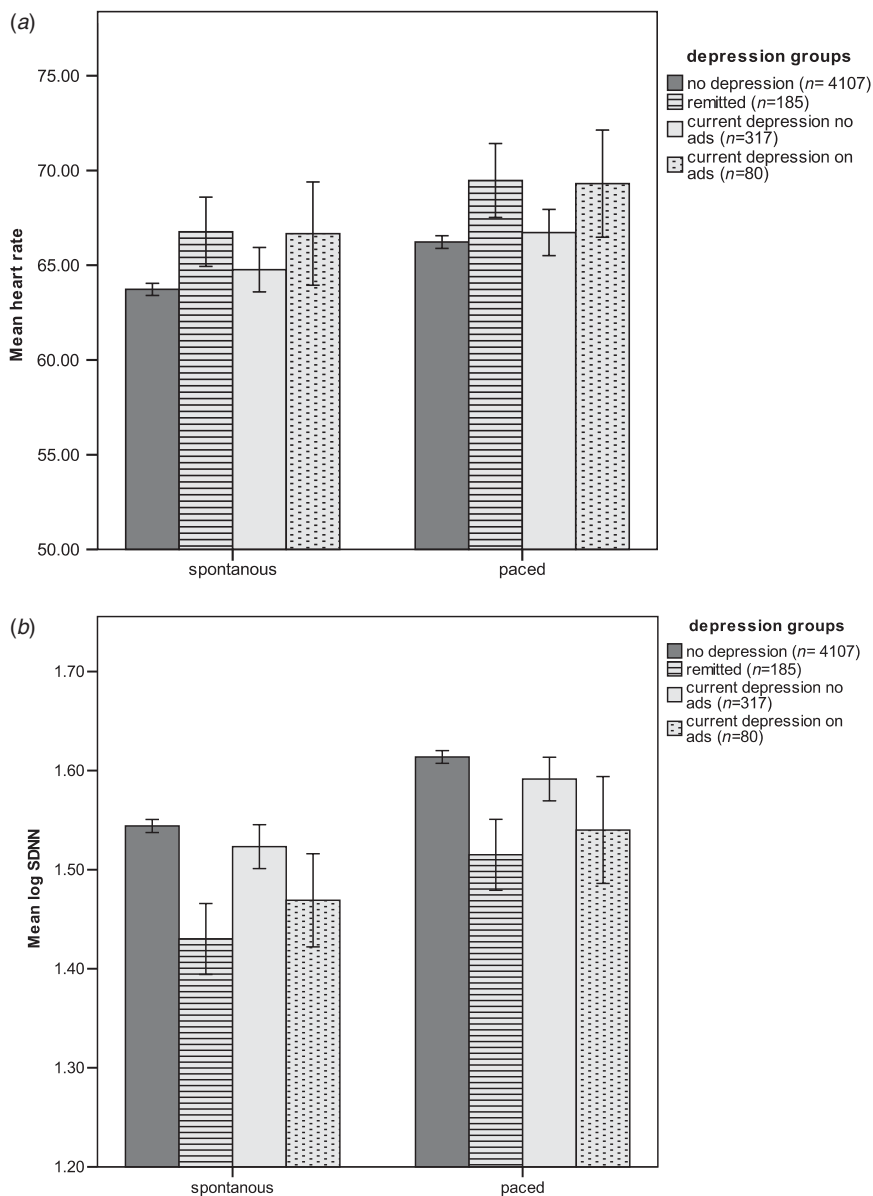 (a)
75.00
70.00
65.00
60.00
55.00
50.00
Mean heart rate
spontanous
paced
depression groups
no depression (n= 4107)
remitted (n=185)
current depression no
ads (n=317)
current depression on
ads (n=80)
(b)
1.70
1.60
1.50
1.40
1.30
1.20
Mean log SDNN
spontanous
paced
depression groups
no depression (n= 4107)
remitted (n=185)
current depression no
ads (n=317)
current depression on
ads (n=80)